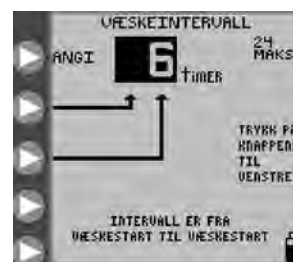 VÆSKEINTERVALL
ANGI 6 TIMER
24
MAKS
TRYKK PÅ
KNAPPEN
TIL
VENSTRE
INTERVALL ER FRA
VÆSKESTART TIL VÆSKESTART